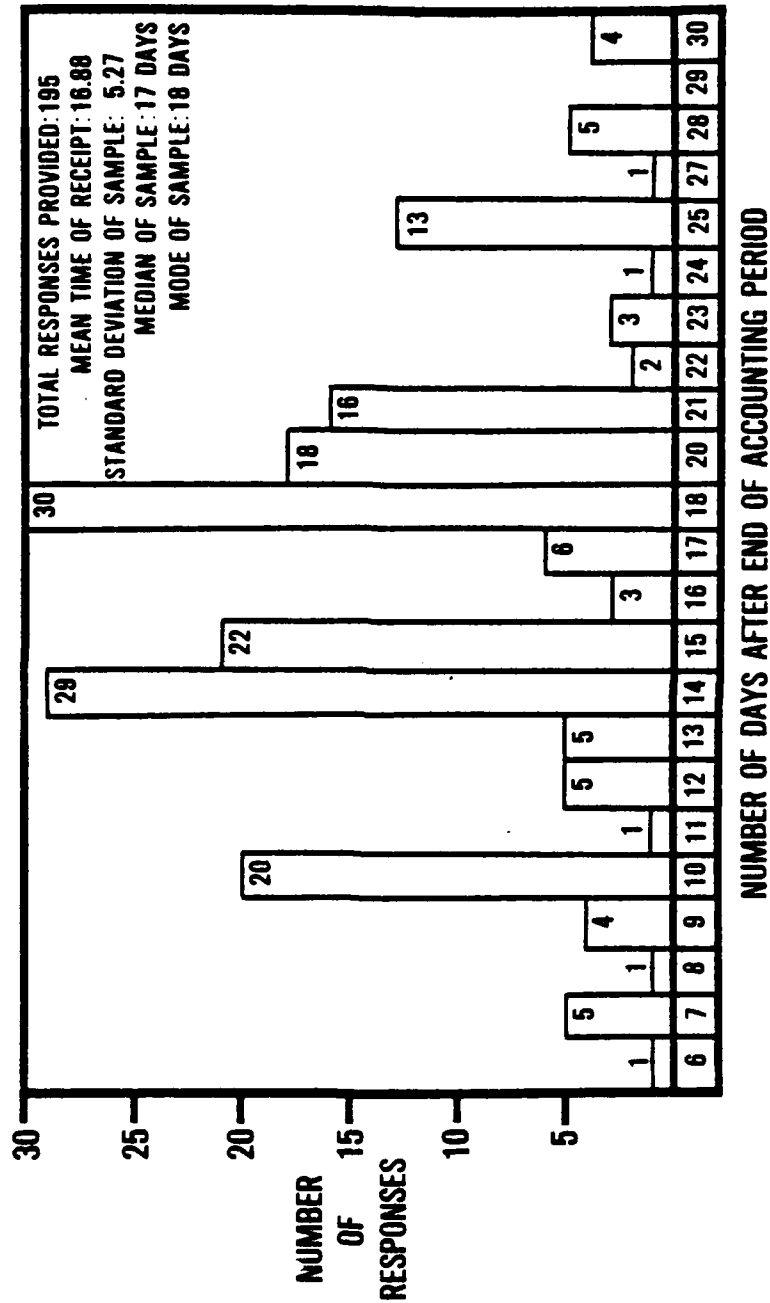 TOTAL RESPONSES PROVIDED: 195
MEAN TIME OF RECEIPT: 16.88
STANDARD DEVIATION OF SAMPLE: 5.27
MEDIAN OF SAMPLE: 17 DAYS
MODE OF SAMPLE: 18 DAYS
NUMBER
OF
RESPONSES
30
25
20
15
10
5
1 5 1 4 20 1 5 5 29 22 3 6 30 18 16 2 3 1 13 1 5 4
6 7 8 9 10 11 12 13 14 15 16 17 18 20 21 22 23 24 25 27 28 29 30
NUMBER OF DAYS AFTER END OF ACCOUNTING PERIOD